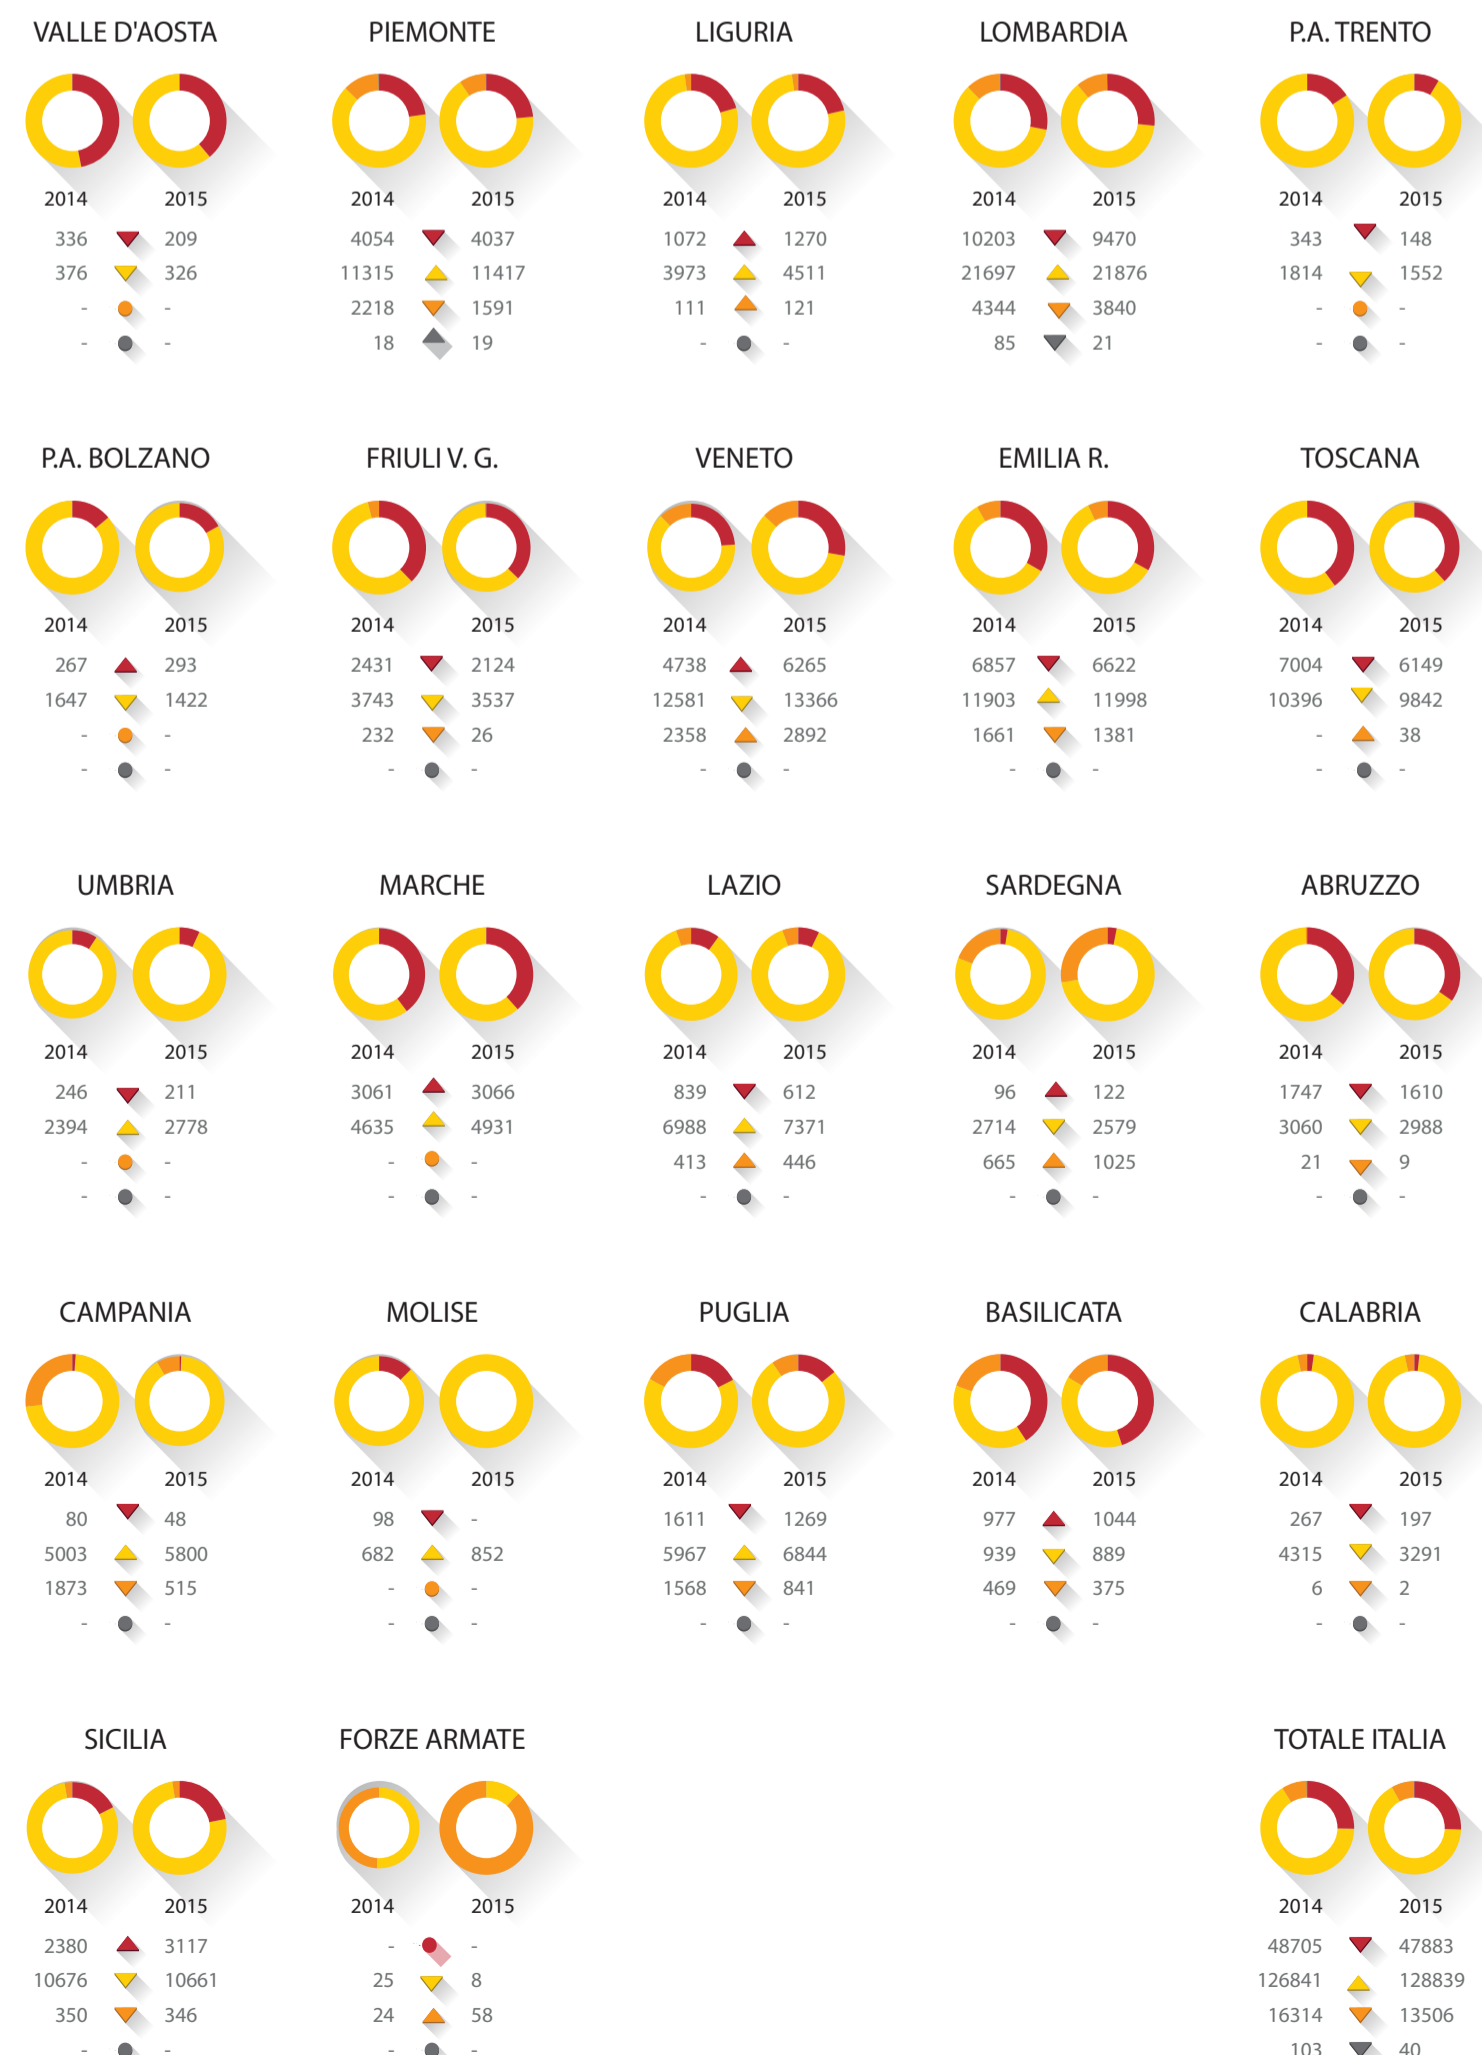 VALLE D'AOSTA PIEMONTE LIGURIA LOMBARDIA P.A. TRENTO
2014 2015 2014 2015 2014 2015 2014 2015 2014 2015
336 209 4054 4037 1072 1270 10203 9470 343 148
376 326 11315 11417 3973 4511 21697 21876 1814 1552
- - 2218 1591 111 121 4344 3840 - -
- - 18 19 - - 85 21 - -
P.A. BOLZANO FRIULI V. G. VENETO EMILIA R. TOSCANA
2014 2015 2014 2015 2014 2015 2014 2015 2014 2015
267 293 2431 2124 4738 6265 6857 6622 7004 6149
1647 1422 3743 3537 12581 13366 11903 11998 10396 9842
- - 232 26 2358 2892 1661 1381 - 38
- - - - - - - - - -
UMBRIA MARCHE LAZIO SARDEGNA ABRUZZO
2014 2015 2014 2015 2014 2015 2014 2015 2014 2015
246 211 3061 3066 839 612 96 122 1747 1610
2394 2778 4635 4931 6988 7371 2714 2579 3060 2988
- - - - 413 446 665 1025 21 9
- - - - - - - - - -
CAMPANIA MOLISE PUGLIA BASILICATA CALABRIA
2014 2015 2014 2015 2014 2015 2014 2015 2014 2015
80 48 98 - 1611 1269 977 1044 267 197
5003 5800 682 852 5967 6844 939 889 4315 3291
1873 515 - - 1568 841 469 375 6 2
- - - - - - - - - -
SICILIA FORZE ARMATE TOTALE ITALIA
2014 2015 2014 2015 2014 2015
2380 3117 - - 48705 47883
10676 10661 25 8 126841 128839
350 346 24 58 16314 13506
- - - - 103 40